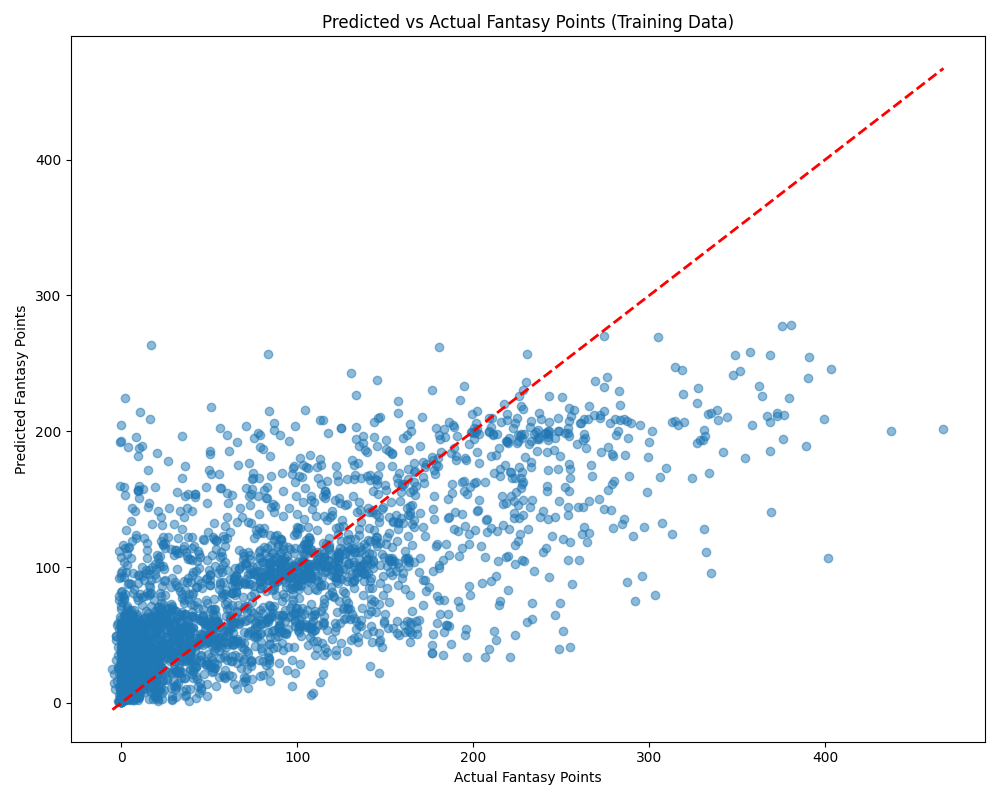 Predicted vs Actual Fantasy Points (Training Data)
Predicted Fantasy Points
400
300
200
100
0
0 100 200 300 400
Actual Fantasy Points